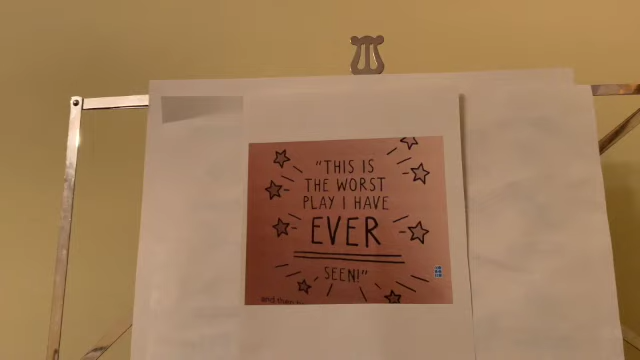 "THIS IS
THE WORST
PLAY I HAVE
EVER
SEEN!"